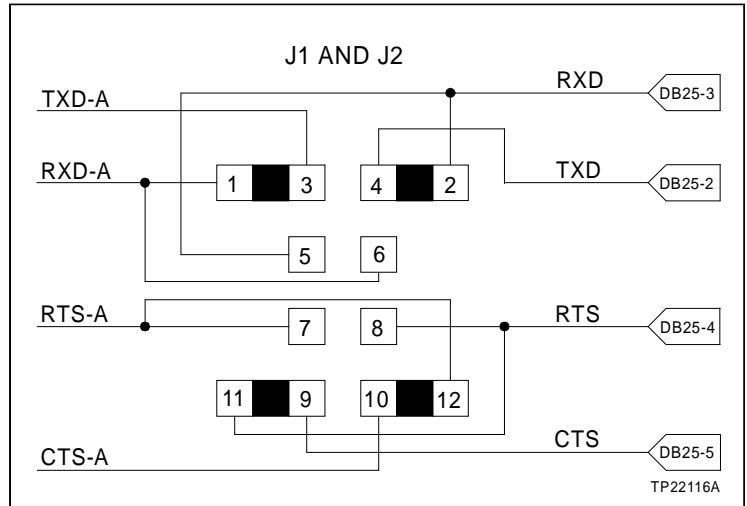 J1 AND J2
TXD-A
RXD
DB25-3
RXD-A
1
3
4
2
TXD
DB25-2
5
6
RTS-A
7
8
RTS
DB25-4
11
9
10
12
CTS-A
CTS
DB25-5
TP22116A